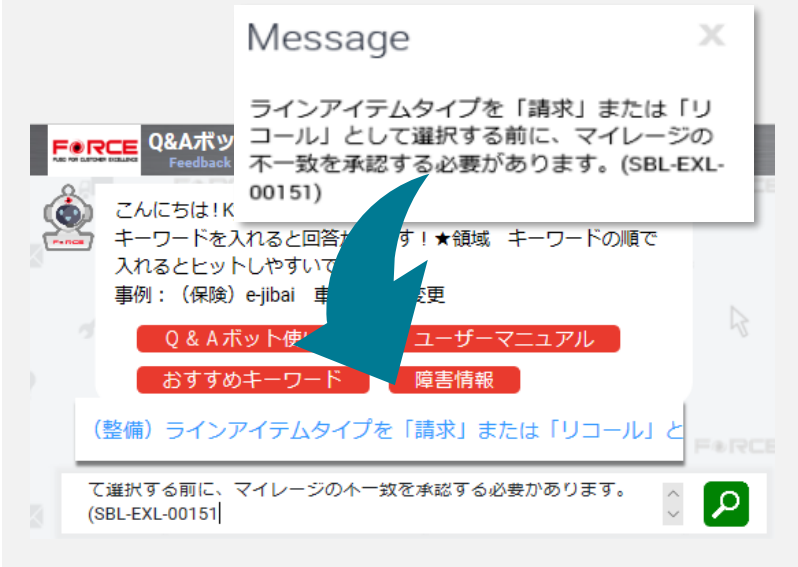 Message
X
ラインアイテムタイプを「請求」または「リ
コール」として選択する前に、マイレージの
不一致を承認する必要があります。(SBL-EXL-
00151)
FORCE
Q&Aボッ
Feedback
こんにちは!K
キーワードを入れると回答が す!★領域 キーワードの順で
入れるとヒットしやすいで
事例:(保険)e-jibai 車 変更
Q&Aボット使い
ユーザーマニュアル
おすすめキーワード
障害情報
(整備)ラインアイテムタイプを「請求」または「リコール」と
FORCE
て選択する前に、マイレージの不一致を承認する必要があります。
(SBL-EXL-00151